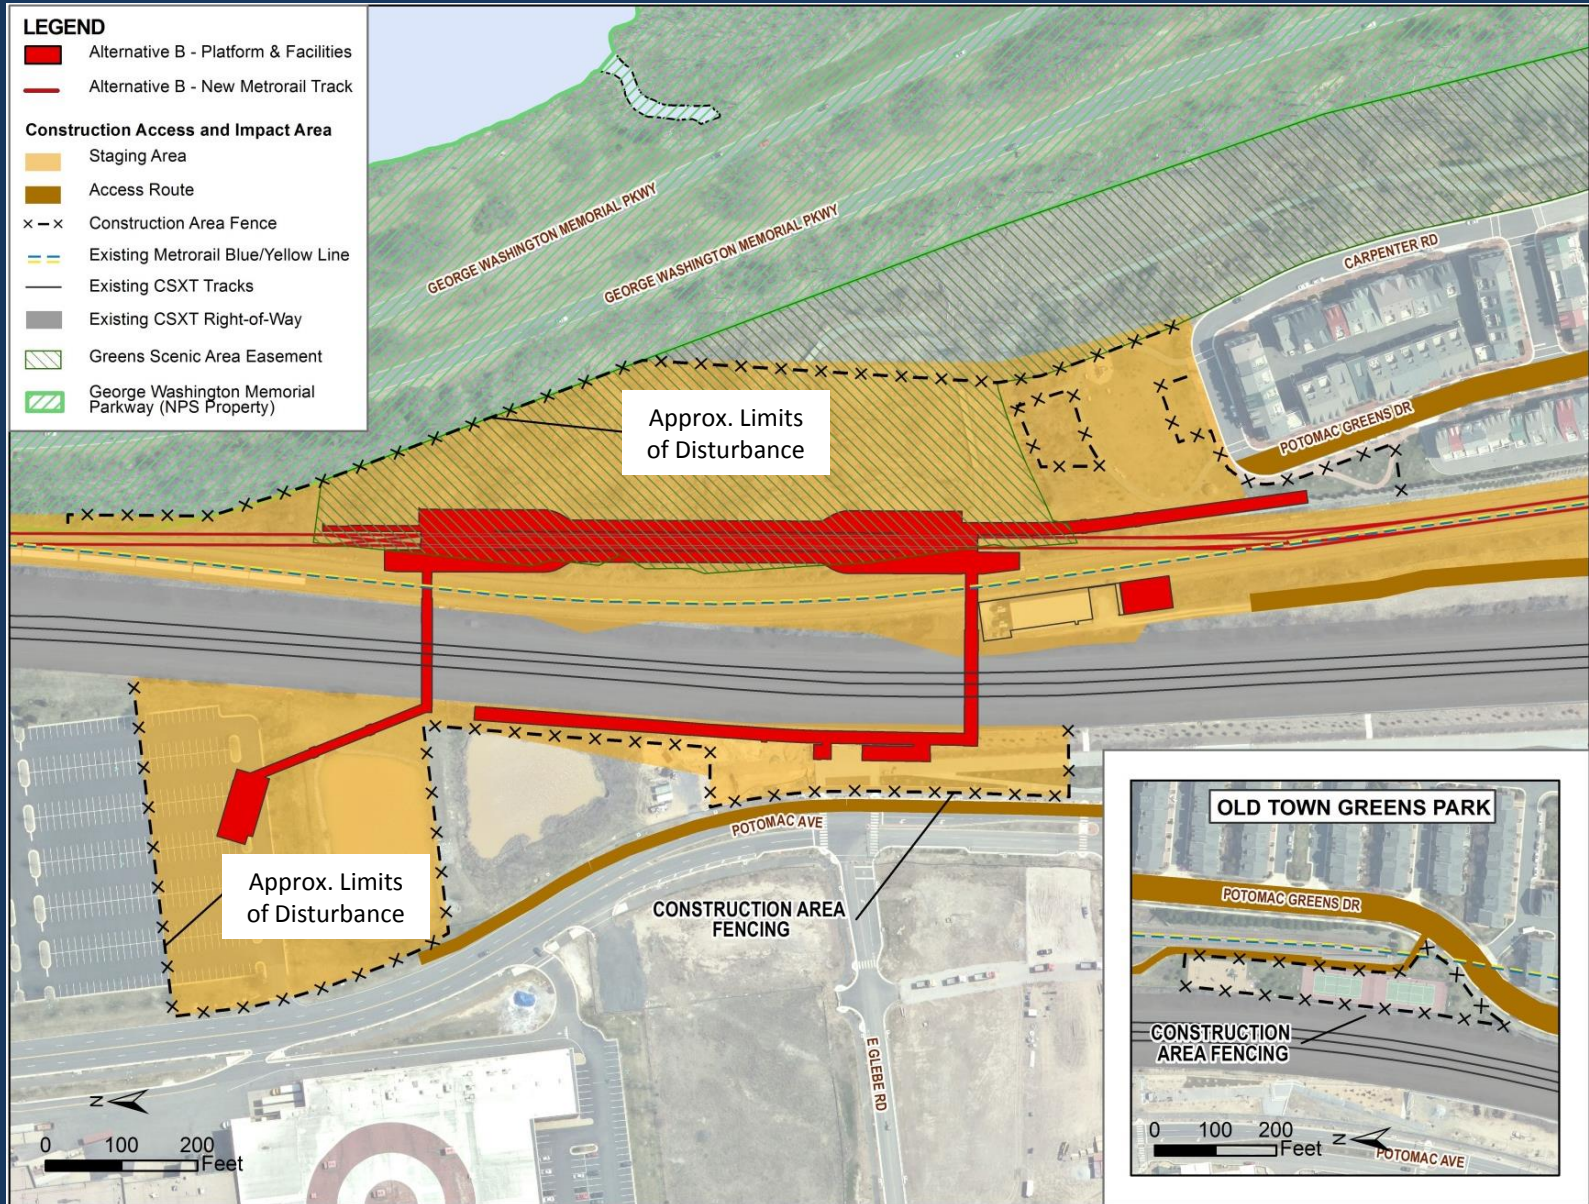 LEGEND
Alternative B - Platform & Facilities
Alternative B - New Metrorail Track
Construction Access and Impact Area
Staging Area
Access Route
Construction Area Fence
Existing Metrorail Blue/Yellow Line
Existing CSXT Tracks
Existing CSXT Right-of-Way
Greens Scenic Area Easement
George Washington Memorial
Parkway (NPS Property)
GEORGE WASHINGTON MEMORIAL PKWY
GEORGE WASHINGTON MEMORIAL PKWY
CARPENTER RD
POTOMAC GREENS DR
Approx. Limits
of Disturbance
POTOMAC AVE
Approx. Limits
of Disturbance
CONSTRUCTION AREA
FENCING
E GLEBE RD
N
0 100 200
Feet
OLD TOWN GREENS PARK
POTOMAC GREENS DR
CONSTRUCTION
AREA FENCING
0 100 200
Feet
N
POTOMAC AVE